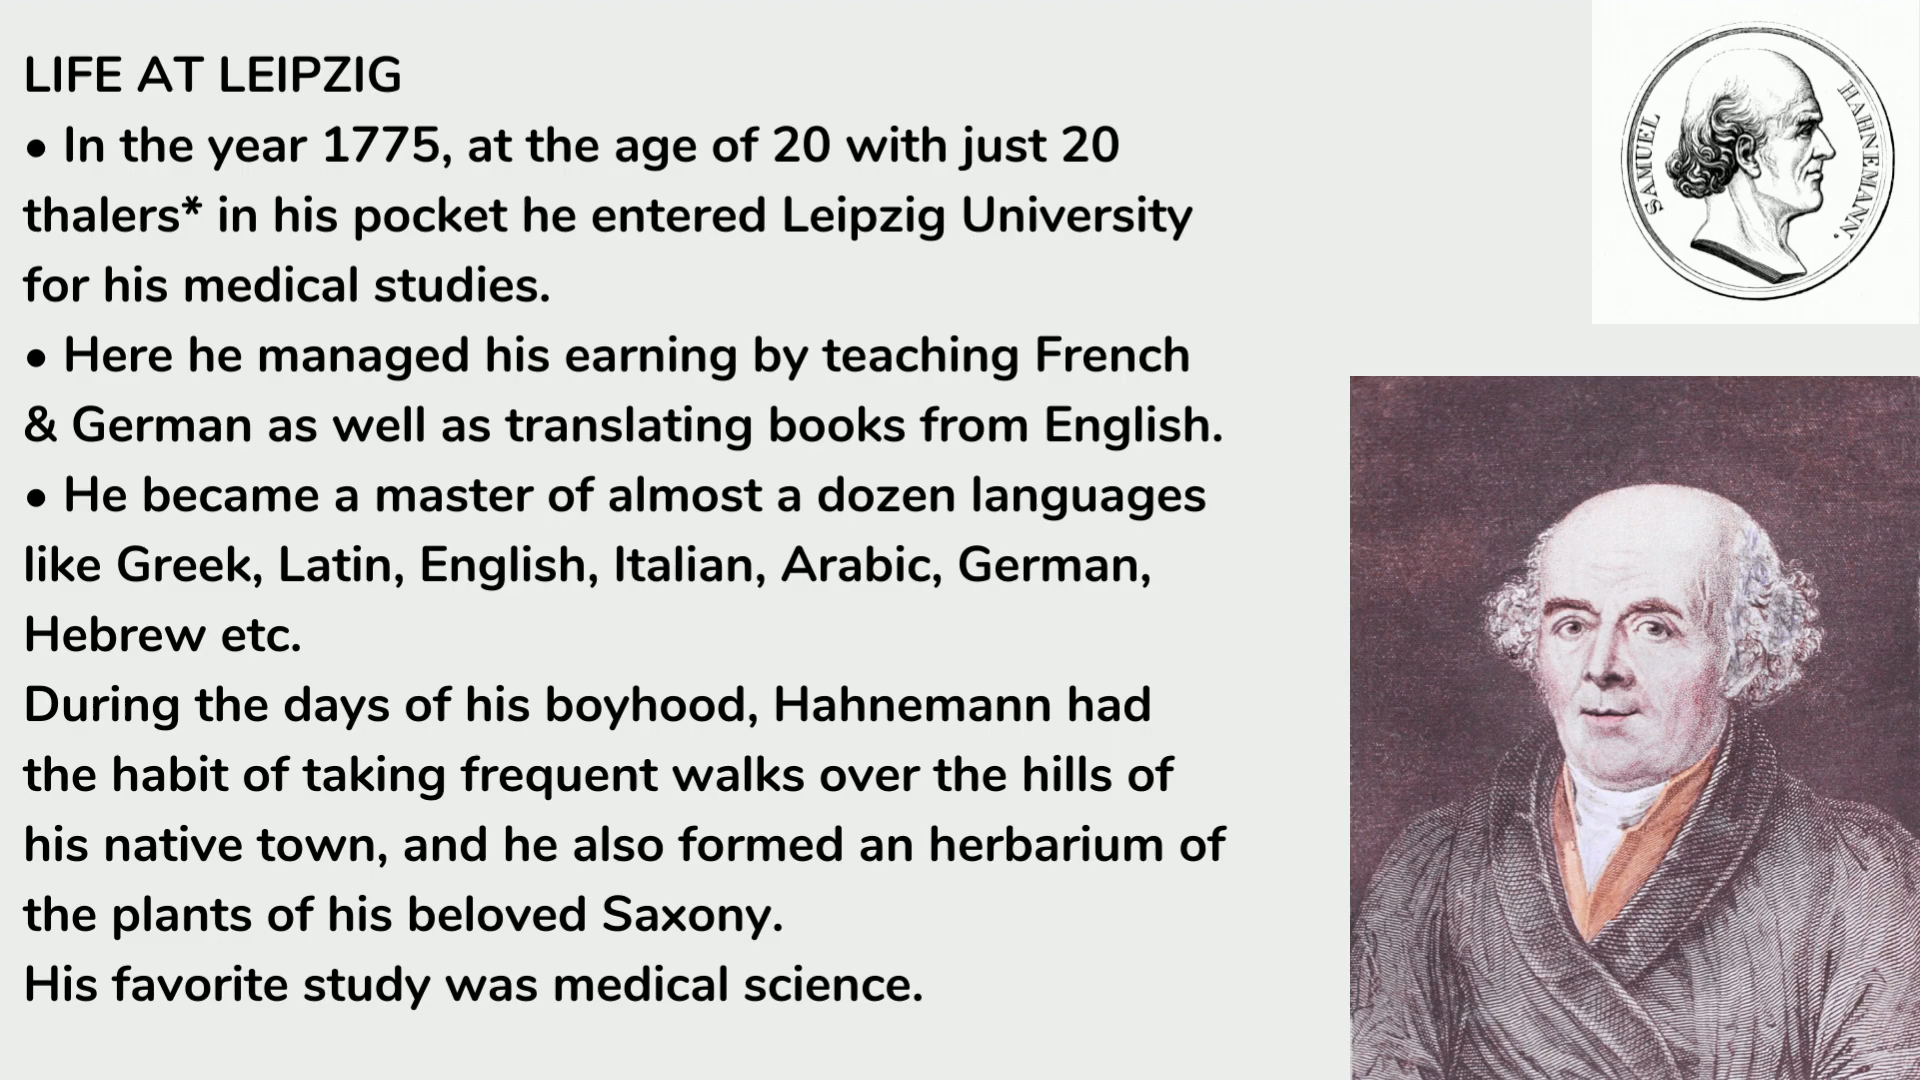 LIFE AT LEIPZIG
• In the year 1775, at the age of 20 with just 20
thalers* in his pocket he entered Leipzig University
for his medical studies.
• Here he managed his earning by teaching French
& German as well as translating books from English.
• He became a master of almost a dozen languages
like Greek, Latin, English, Italian, Arabic, German,
Hebrew etc.
During the days of his boyhood, Hahnemann had
the habit of taking frequent walks over the hills of
his native town, and he also formed an herbarium of
the plants of his beloved Saxony.
His favorite study was medical science.
SAMUEL HAHNEMANN.